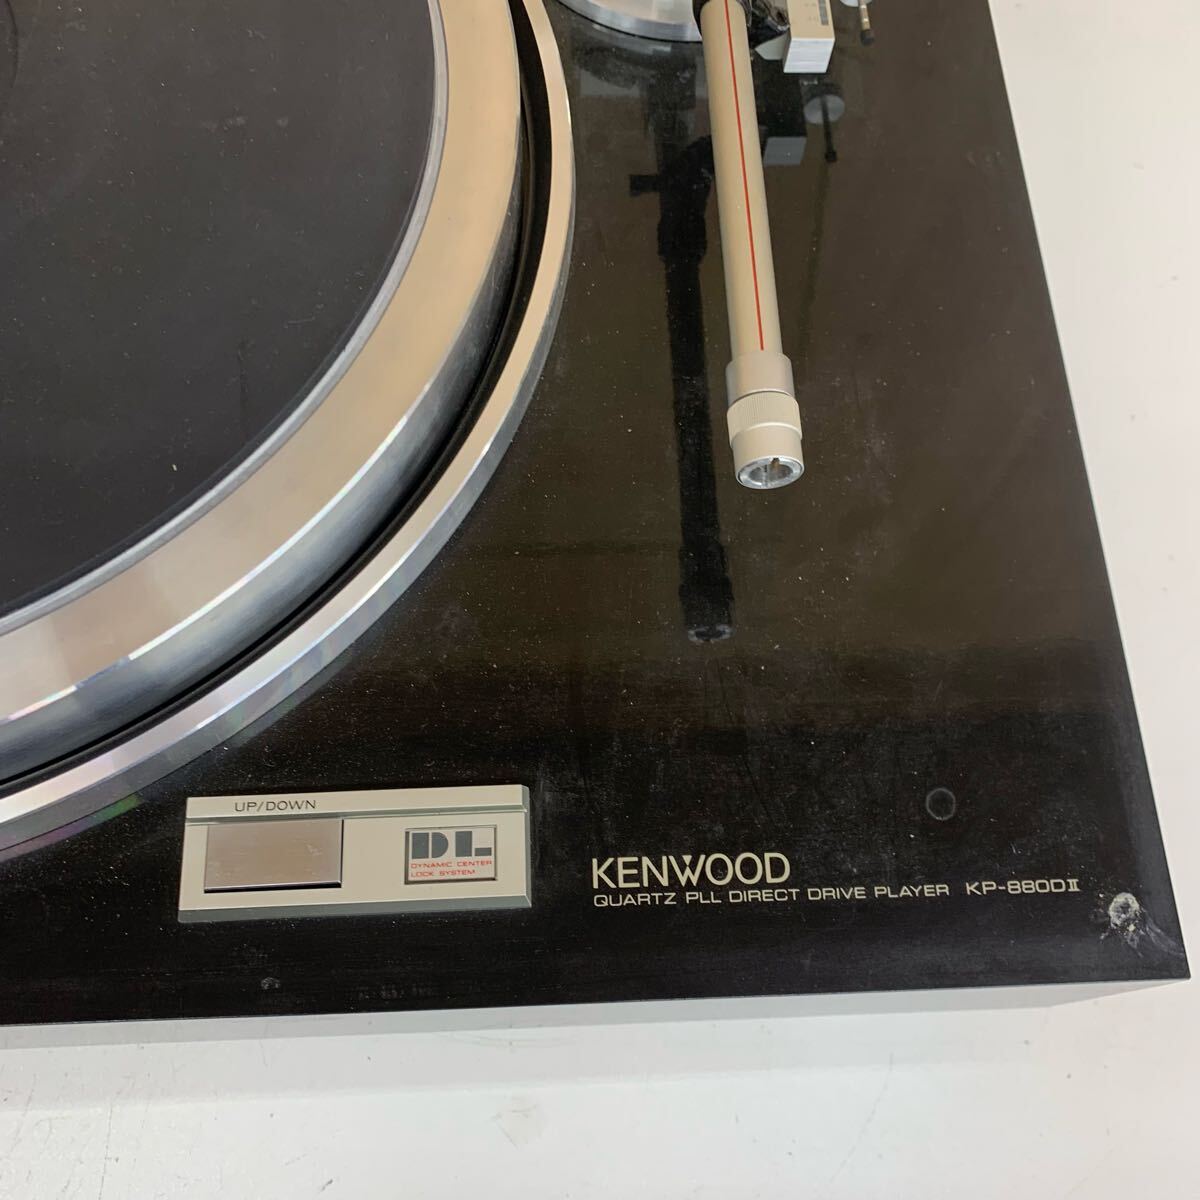 UP/DOWN
DL
DYNAMIC CENTER
LOCK SYSTEM
KENWOOD
QUARTZ PLL DIRECT DRIVE PLAYER KP-880DⅡ